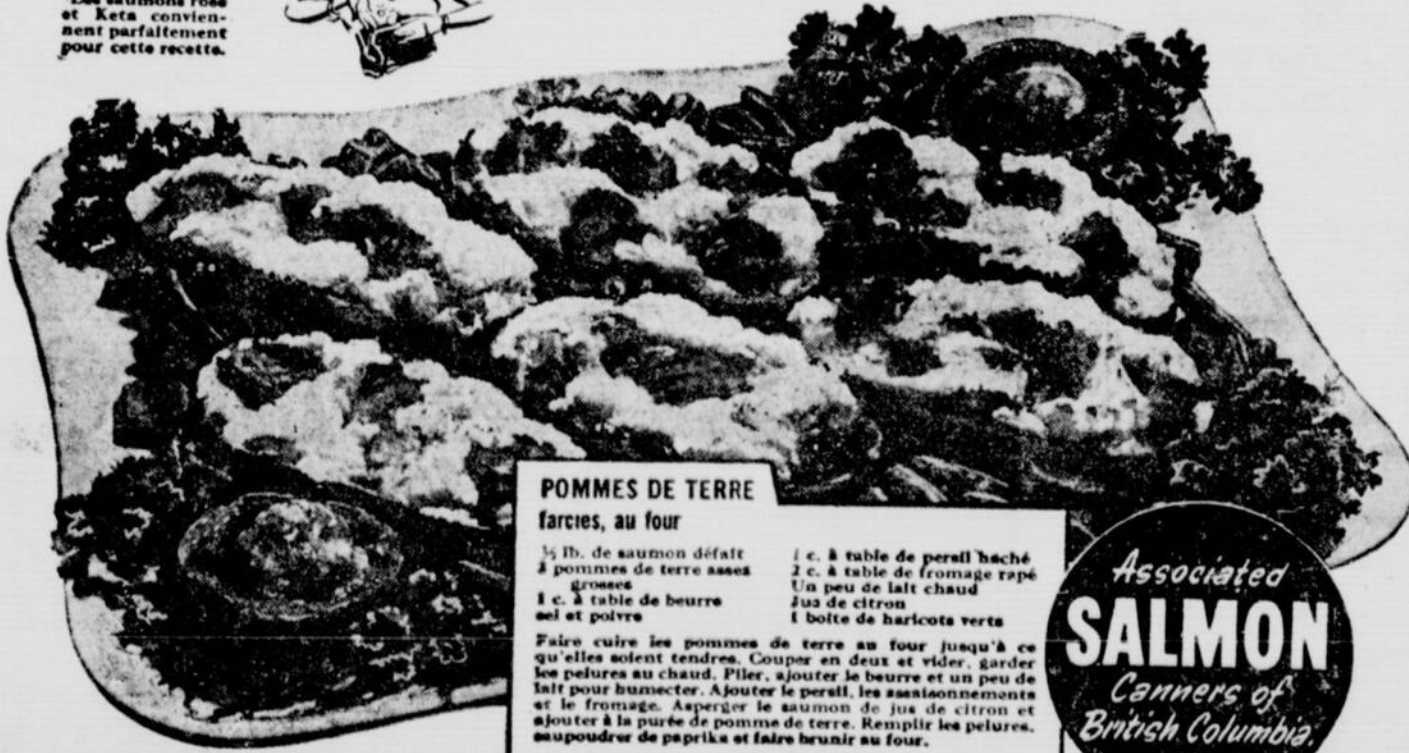 Les saumons rose
et Keta convien-
nent parfaitement
pour cette recette.
POMMES DE TERRE
farcies, au four
½ lb. de saumon défait
3 pommes de terre assez
grosses
1 c. à table de beurre
sel et poivre
1 c. à table de persil haché
2 c. à table de fromage rapé
Un peu de lait chaud
Jus de citron
1 boîte de haricots verts
Faire cuire les pommes de terre au four jusqu'à ce
qu'elles soient tendres. Couper en deux et vider, garder
les pelures au chaud. Piler, ajouter le beurre et un peu de
lait pour humecter. Ajouter le persil, les assaisonnements
et le fromage. Asperger le saumon de jus de citron et
ajouter à la purée de pomme de terre. Remplir les pelures,
saupoudrer de paprika et faire brunir au four.
Associated
SALMON
Canners of
British Columbia.